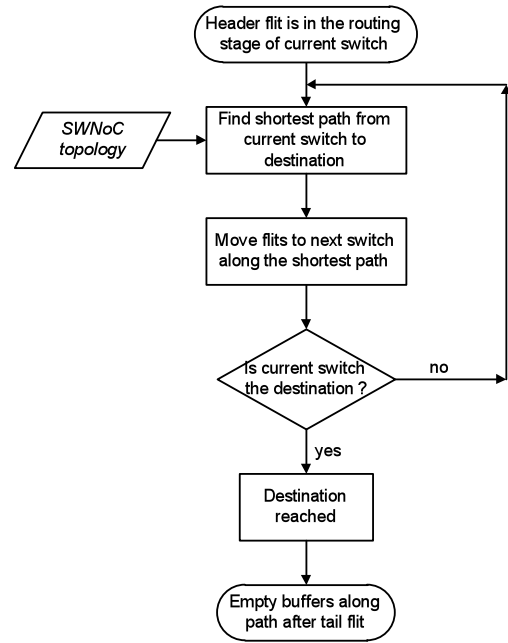 Header flit is in the routing
stage of current switch
SWNoC
topology
Find shortest path from
current switch to
destination
Move flits to next switch
along the shortest path
Is current switch
the destination ?
no
yes
Destination
reached
Empty buffers along
path after tail flit